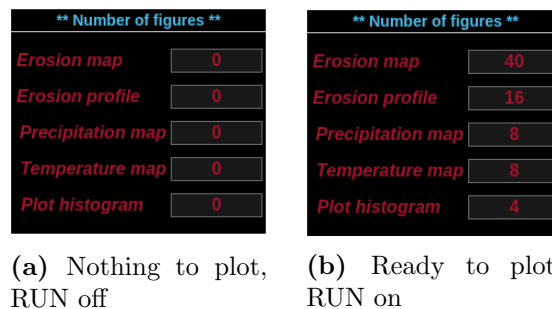 ** Number of figures **
Erosion map 0
Erosion profile 0
Precipitation map 0
Temperature map 0
Plot histogram 0
(a) Nothing to plot,
RUN off
** Number of figures **
Erosion map 40
Erosion profile 16
Precipitation map 8
Temperature map 8
Plot histogram 4
(b) Ready to plot
RUN on